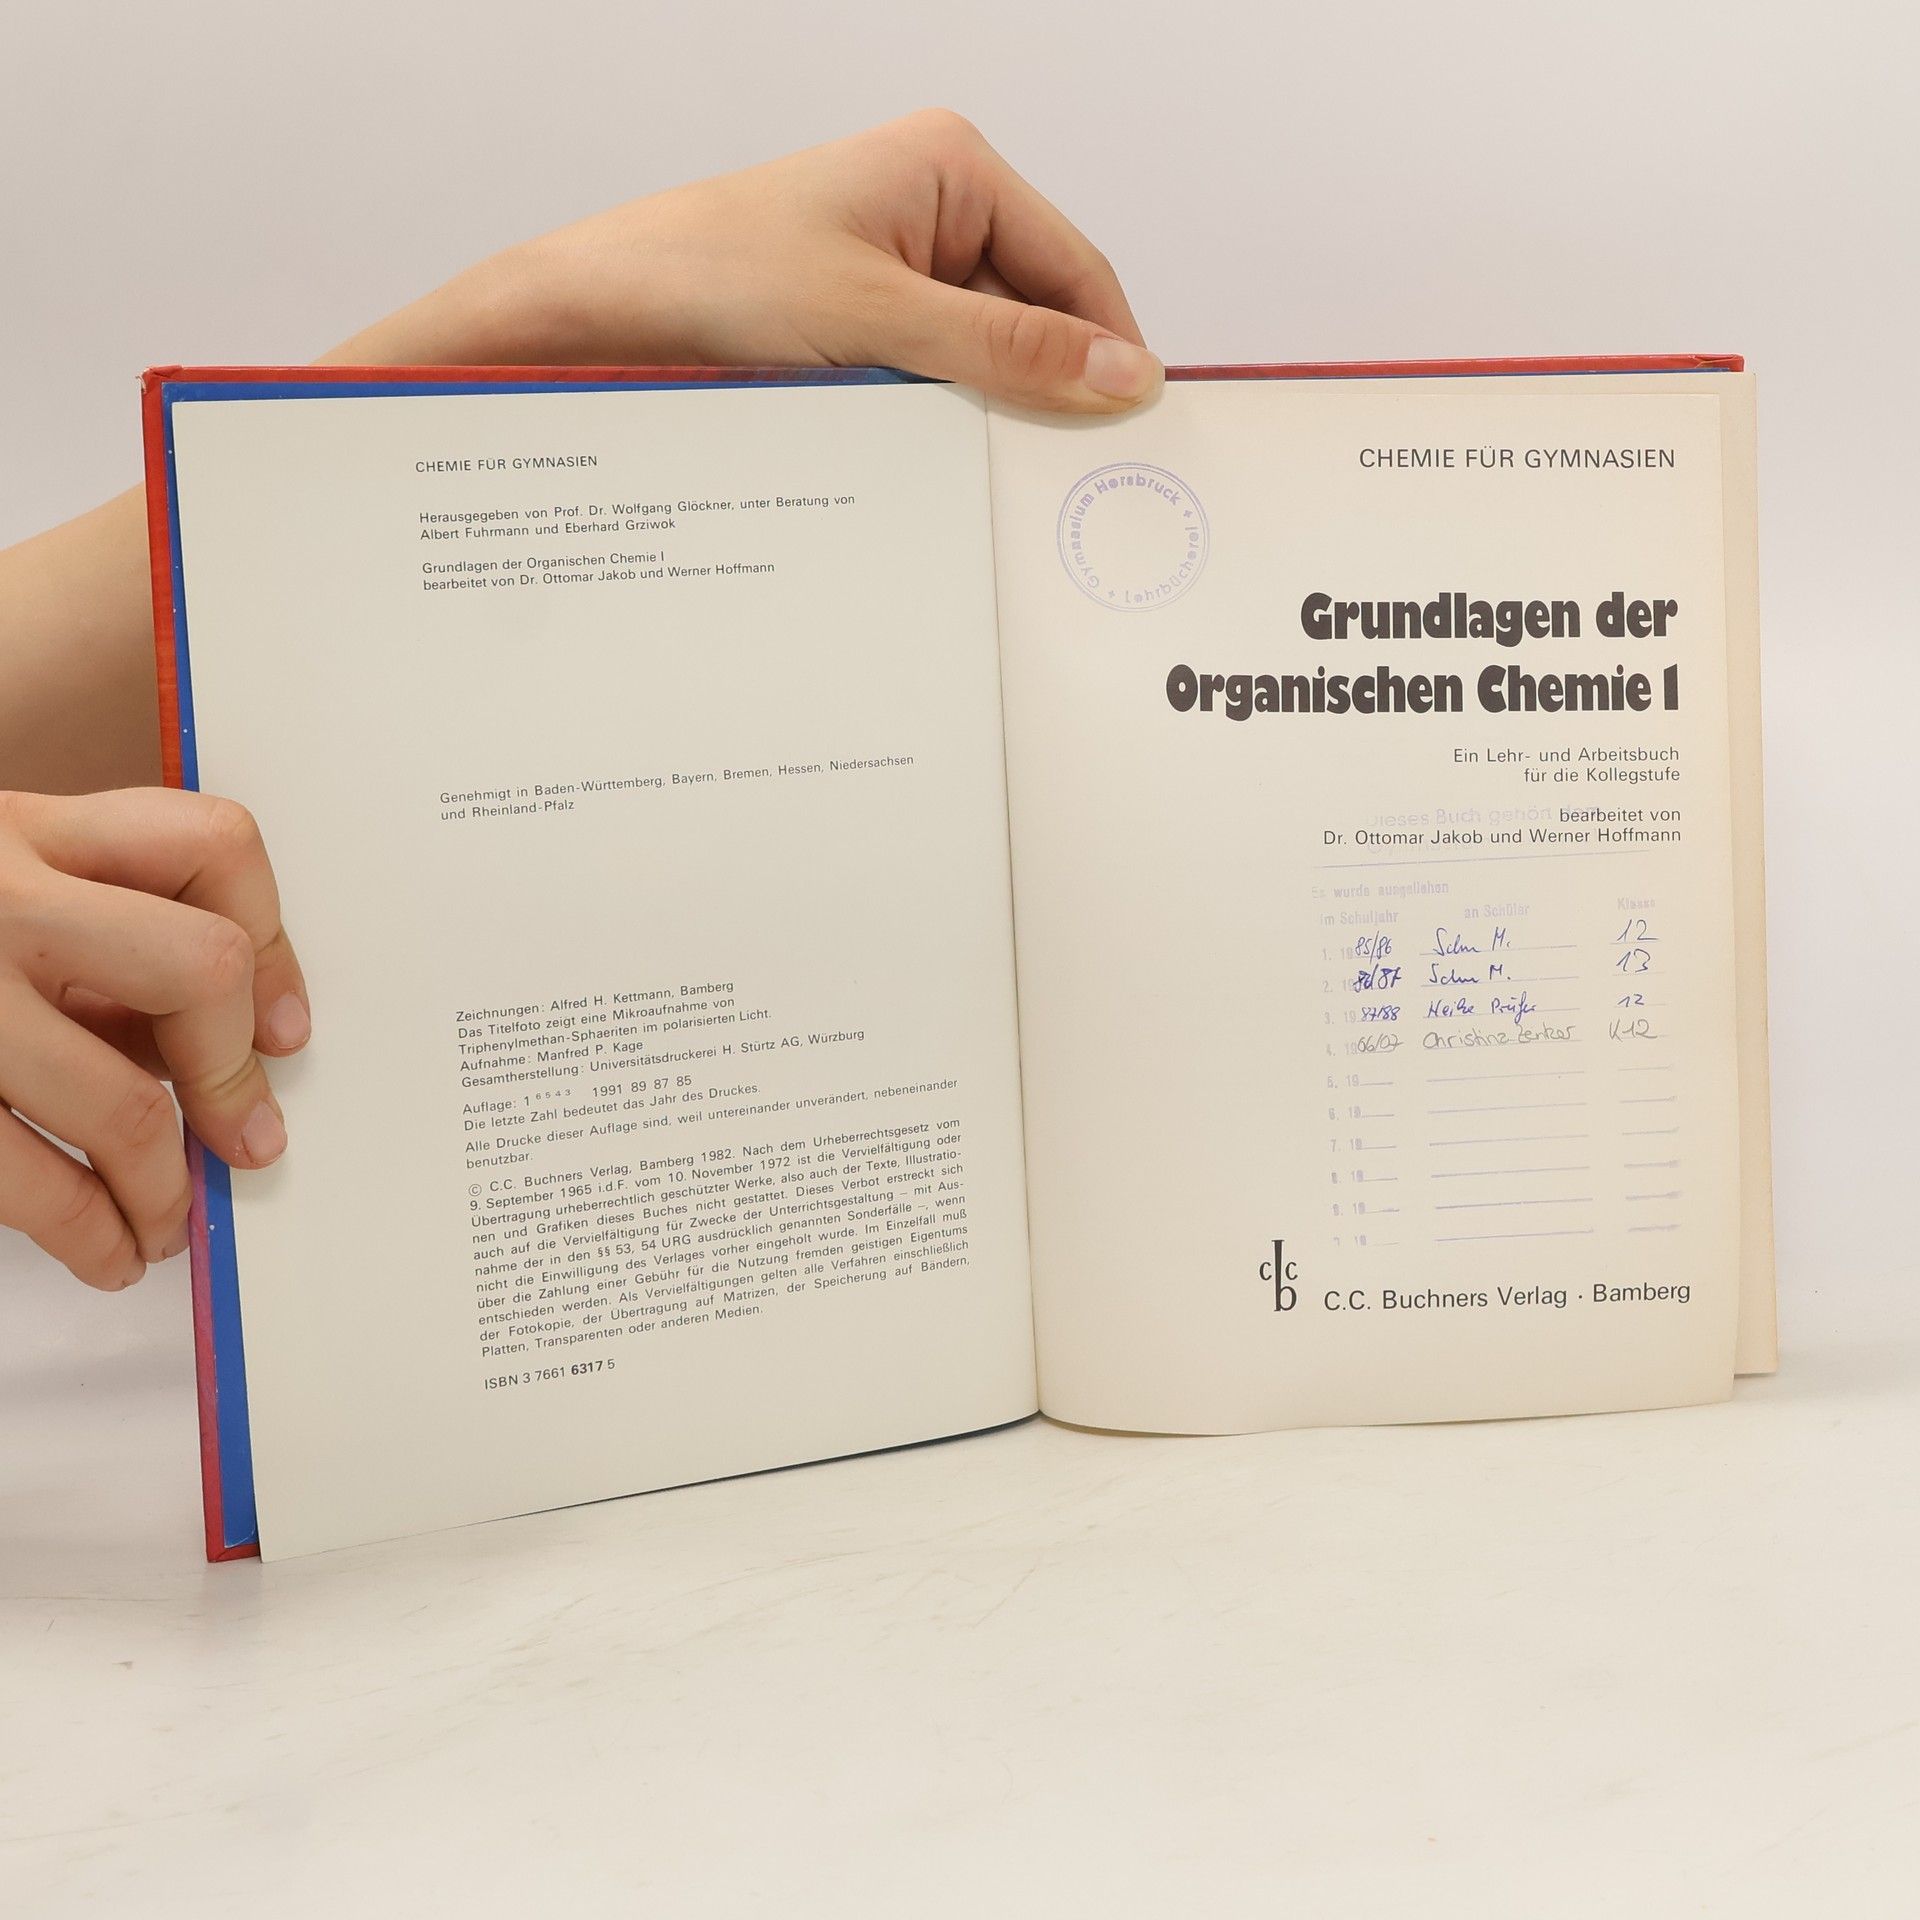 CHEMIE FÜR GYMNASIEN
Herausgegeben von Prof. Dr. Wolfgang Glöckner, unter Beratung von
Albert Fuhrmann und Eberhard Grziwok
Grundlagen der Organischen Chemie I
bearbeitet von Dr. Ottomar Jakob und Werner Hoffmann
Genehmigt in Baden-Württemberg, Bayern, Bremen, Hessen, Niedersachsen
und Rheinland-Pfalz
Zeichnungen: Alfred H. Kettmann, Bamberg
Das Titelfoto zeigt eine Mikroaufnahme von
Triphenylmethan-Sphaeriten im polarisierten Licht.
Aufnahme: Manfred P. Kage
Gesamtherstellung: Universitätsdruckerei H. Stürtz AG, Würzburg
Auflage: 1 6 5 4 3 1991 89 87 85
Die letzte Zahl bedeutet das Jahr des Druckes.
Alle Drucke dieser Auflage sind, weil untereinander unverändert, nebeneinander
benutzbar.
© C.C. Buchners Verlag, Bamberg 1982. Nach dem Urheberrechtsgesetz vom
9. September 1965 i.d.F. vom 10. November 1972 ist die Vervielfältigung oder
Übertragung urheberrechtlich geschützter Werke, also auch der Texte, Illustratio-
nen und Grafiken dieses Buches nicht gestattet. Dieses Verbot erstreckt sich
auch auf die Vervielfältigung für Zwecke der Unterrichtsgestaltung – mit Aus-
nahme der in den §§ 53, 54 URG ausdrücklich genannten Sonderfälle –, wenn
nicht die Einwilligung des Verlages vorher eingeholt wurde. Im Einzelfall muß
über die Zahlung einer Gebühr für die Nutzung fremden geistigen Eigentums
entschieden werden. Als Vervielfältigungen gelten alle Verfahren einschließlich
der Fotokopie, der Übertragung auf Matrizen, der Speicherung auf Bändern,
Platten, Transparenten oder anderen Medien.
ISBN 3 7661 6317 5
CHEMIE FÜR GYMNASIEN
Gymnasium Hersbruck + Lehrbücherei +
Grundlagen der
Organischen Chemie I
Ein Lehr- und Arbeitsbuch
für die Kollegstufe
Dieses Buch gehört dem
bearbeitet von
Dr. Ottomar Jakob und Werner Hoffmann
Es wurde ausgeliehen
im Schuljahr an Schüler Klasse
1. 19 85/86 M. 12
2. 19 86/87 M. 13
3. 19 87/88 Heike Prüfer 12
4. 19 06/07 Christina Zenker K12
5. 19
6. 19
7. 19
8. 19
9. 19
19
c c b
C.C. Buchners Verlag · Bamberg